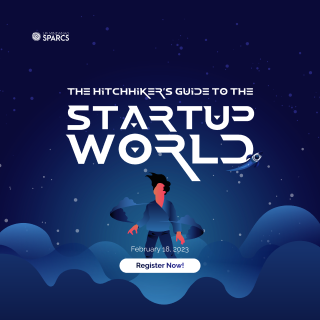 SPARCS
THE HITCHHIKER'S GUIDE TO THE
STARTUP
WORLD
February 18, 2023
Register Now!